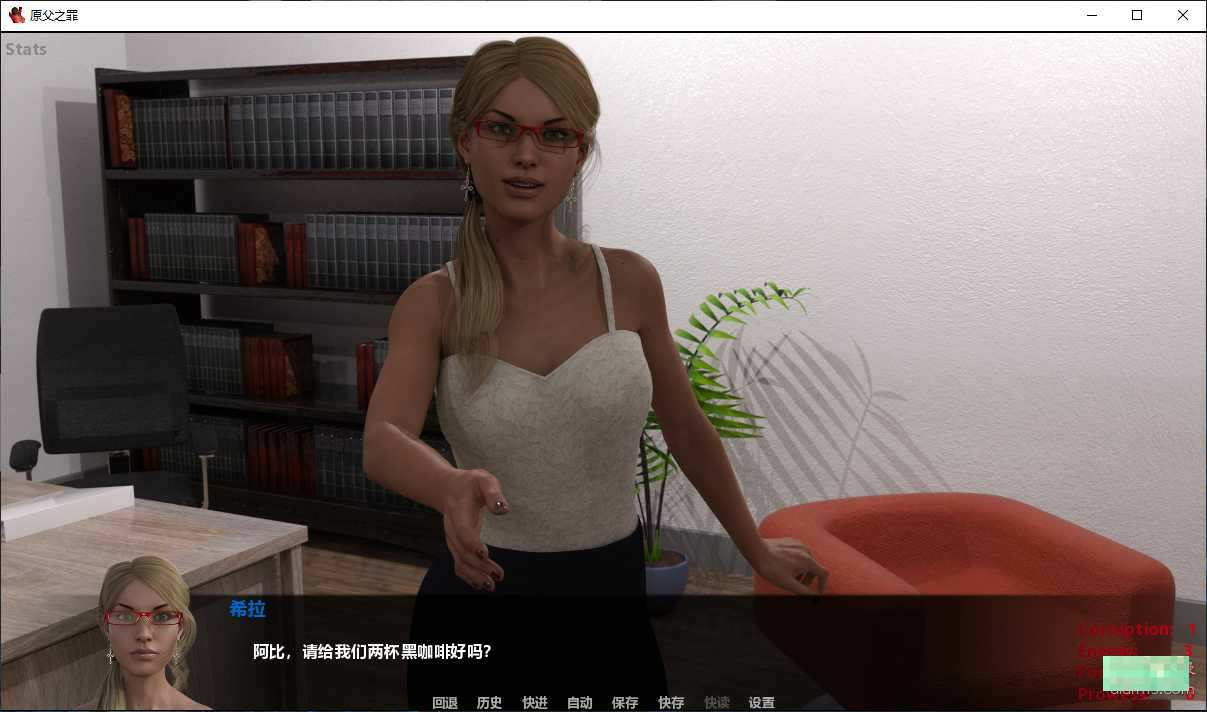 原父之罪
Stats
希拉
阿比，请给我们两杯黑咖啡好吗？
Corruption: 1
3
0
回退 历史 快进 自动 保存 快存 快读 设置